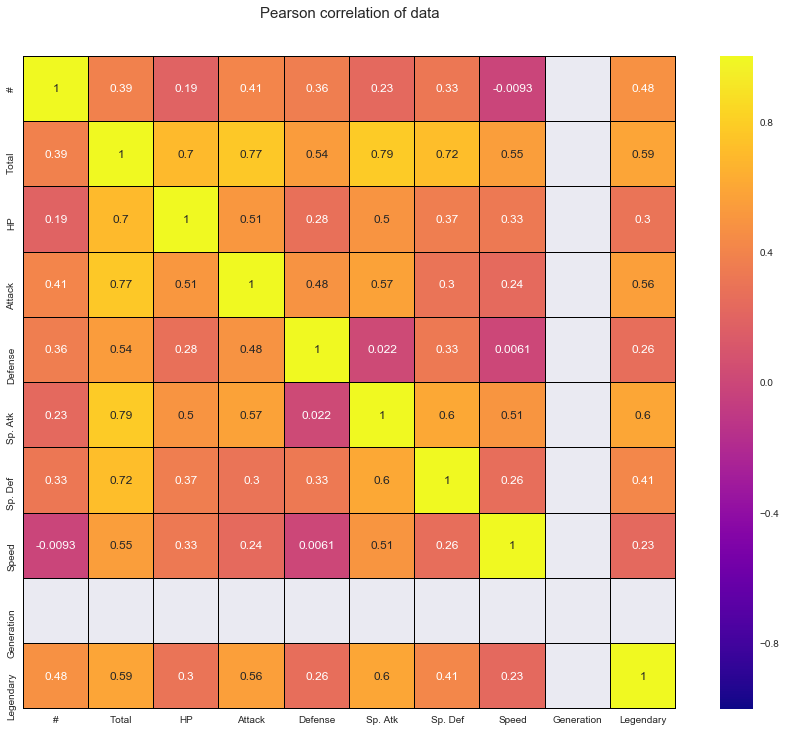 Pearson correlation of data
# 1 0.39 0.19 0.41 0.36 0.23 0.33 -0.0093 0.48
Total 0.39 1 0.7 0.77 0.54 0.79 0.72 0.55 0.59
HP 0.19 0.7 1 0.51 0.28 0.5 0.37 0.33 0.3
Attack 0.41 0.77 0.51 1 0.48 0.57 0.3 0.24 0.56
Defense 0.36 0.54 0.28 0.48 1 0.022 0.33 0.0061 0.26
Sp. Atk 0.23 0.79 0.5 0.57 0.022 1 0.6 0.51 0.6
Sp. Def 0.33 0.72 0.37 0.3 0.33 0.6 1 0.26 0.41
Speed -0.0093 0.55 0.33 0.24 0.0061 0.51 0.26 1 0.23
Generation
Legendary 0.48 0.59 0.3 0.56 0.26 0.6 0.41 0.23 1
# Total HP Attack Defense Sp. Atk Sp. Def Speed Generation Legendary
0.8
0.4
0.0
−0.4
−0.8